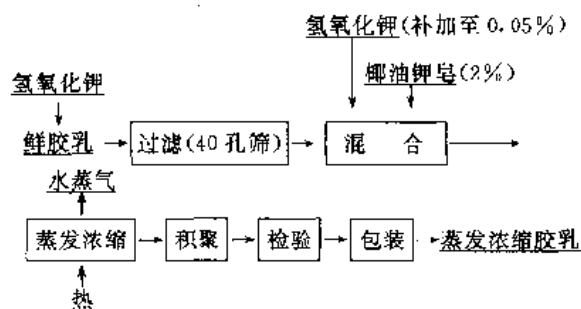 氢氧化钾(补加至0.05%)
椰油钾皂(2%)
氢氧化钾
鲜胶乳 过滤(40孔筛) 混 合
水蒸气
蒸发浓缩 积聚 检验 包装 蒸发浓缩胶乳
热